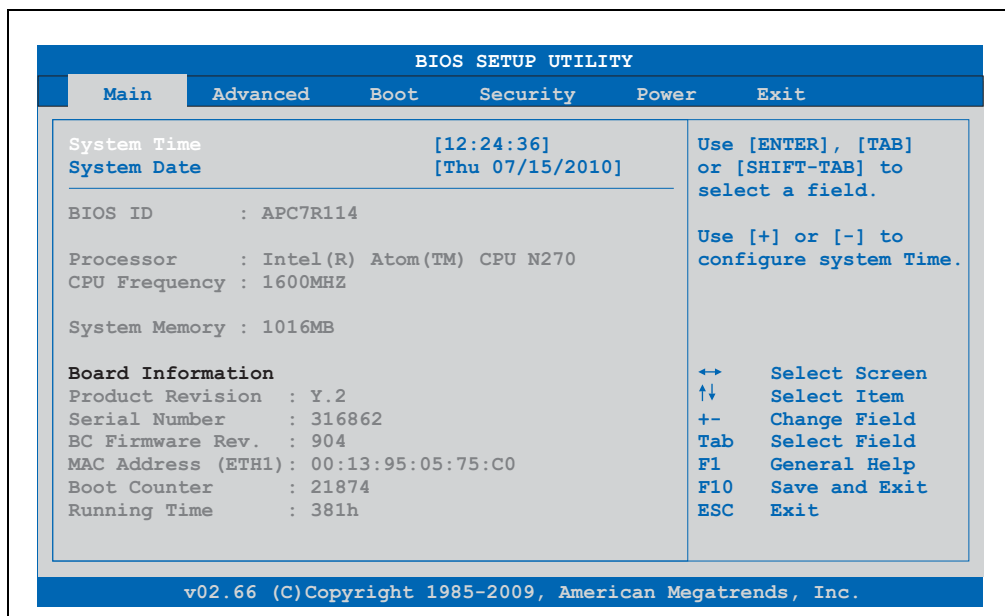 BIOS SETUP UTILITY
Main Advanced Boot Security Power Exit
System Time [12:24:36]
System Date [Thu 07/15/2010]
BIOS ID : APC7R114
Processor : Intel(R) Atom(TM) CPU N270
CPU Frequency : 1600MHZ
System Memory : 1016MB
Board Information
Product Revision : Y.2
Serial Number : 316862
BC Firmware Rev. : 904
MAC Address (ETH1): 00:13:95:05:75:C0
Boot Counter : 21874
Running Time : 381h
Use [ENTER], [TAB]
or [SHIFT-TAB] to
select a field.
Use [+] or [-] to
configure system Time.
↔ Select Screen
↑↓ Select Item
+- Change Field
Tab Select Field
F1 General Help
F10 Save and Exit
ESC Exit
v02.66 (C)Copyright 1985-2009, American Megatrends, Inc.